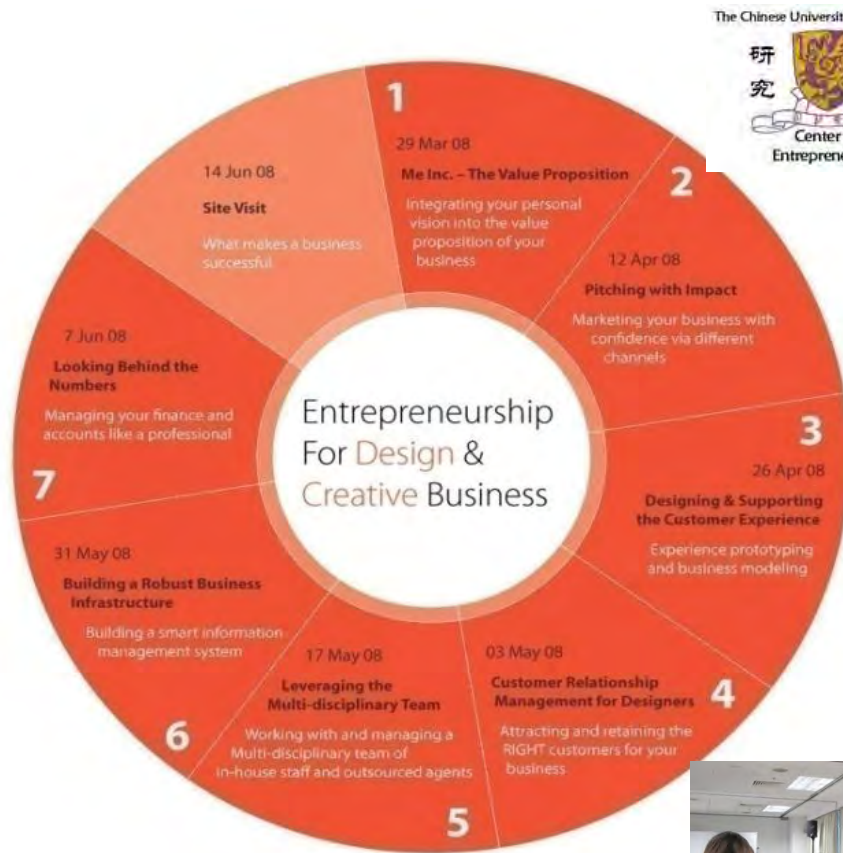 The Chinese
研
究
Center
1
29 Mar 08
Me Inc. – The Value Proposition
Integrating your personal
vision into the value
proposition of your
business
2
12 Apr 08
Pitching with Impact
Marketing your business with
confidence via different
channels
3
26 Apr 08
Designing & Supporting
the Customer Experience
Experience prototyping
and business modeling
4
03 May 08
Customer Relationship
Management for Designers
Attracting and retaining the
RIGHT customers for your
business
5
17 May 08
Leveraging the
Multi-disciplinary Team
Working with and managing a
Multi-disciplinary team of
in-house staff and outsourced agents
6
31 May 08
Building a Robust Business
Infrastructure
Building a smart information
management system
7
7 Jun 08
Looking Behind the
Numbers
Managing your finance and
accounts like a professional
14 Jun 08
Site Visit
What makes a business
successful
Entrepreneurship
For Design &
Creative Business